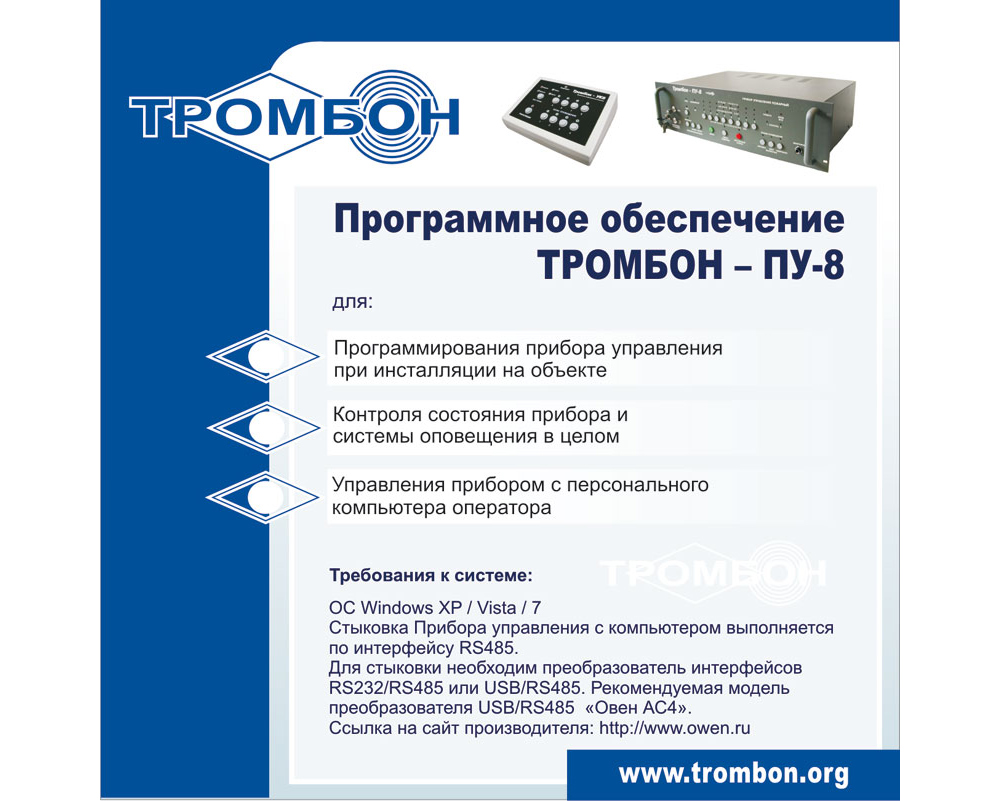 ТРОМБОН
Тромбон - ПУ-8
Программное обеспечение
ТРОМБОН – ПУ-8
для:
Программирования прибора управления
при инсталляции на объекте
Контроля состояния прибора и
системы оповещения в целом
Управления прибором с персонального
компьютера оператора
ТРОМБОН
Требования к системе:
ОС Windows XP / Vista / 7
Стыковка Прибора управления с компьютером выполняется
по интерфейсу RS485.
Для стыковки необходим преобразователь интерфейсов
RS232/RS485 или USB/RS485. Рекомендуемая модель
преобразователя USB/RS485 «Овен АС4».
Ссылка на сайт производителя: http://www.owen.ru
www.trombon.org